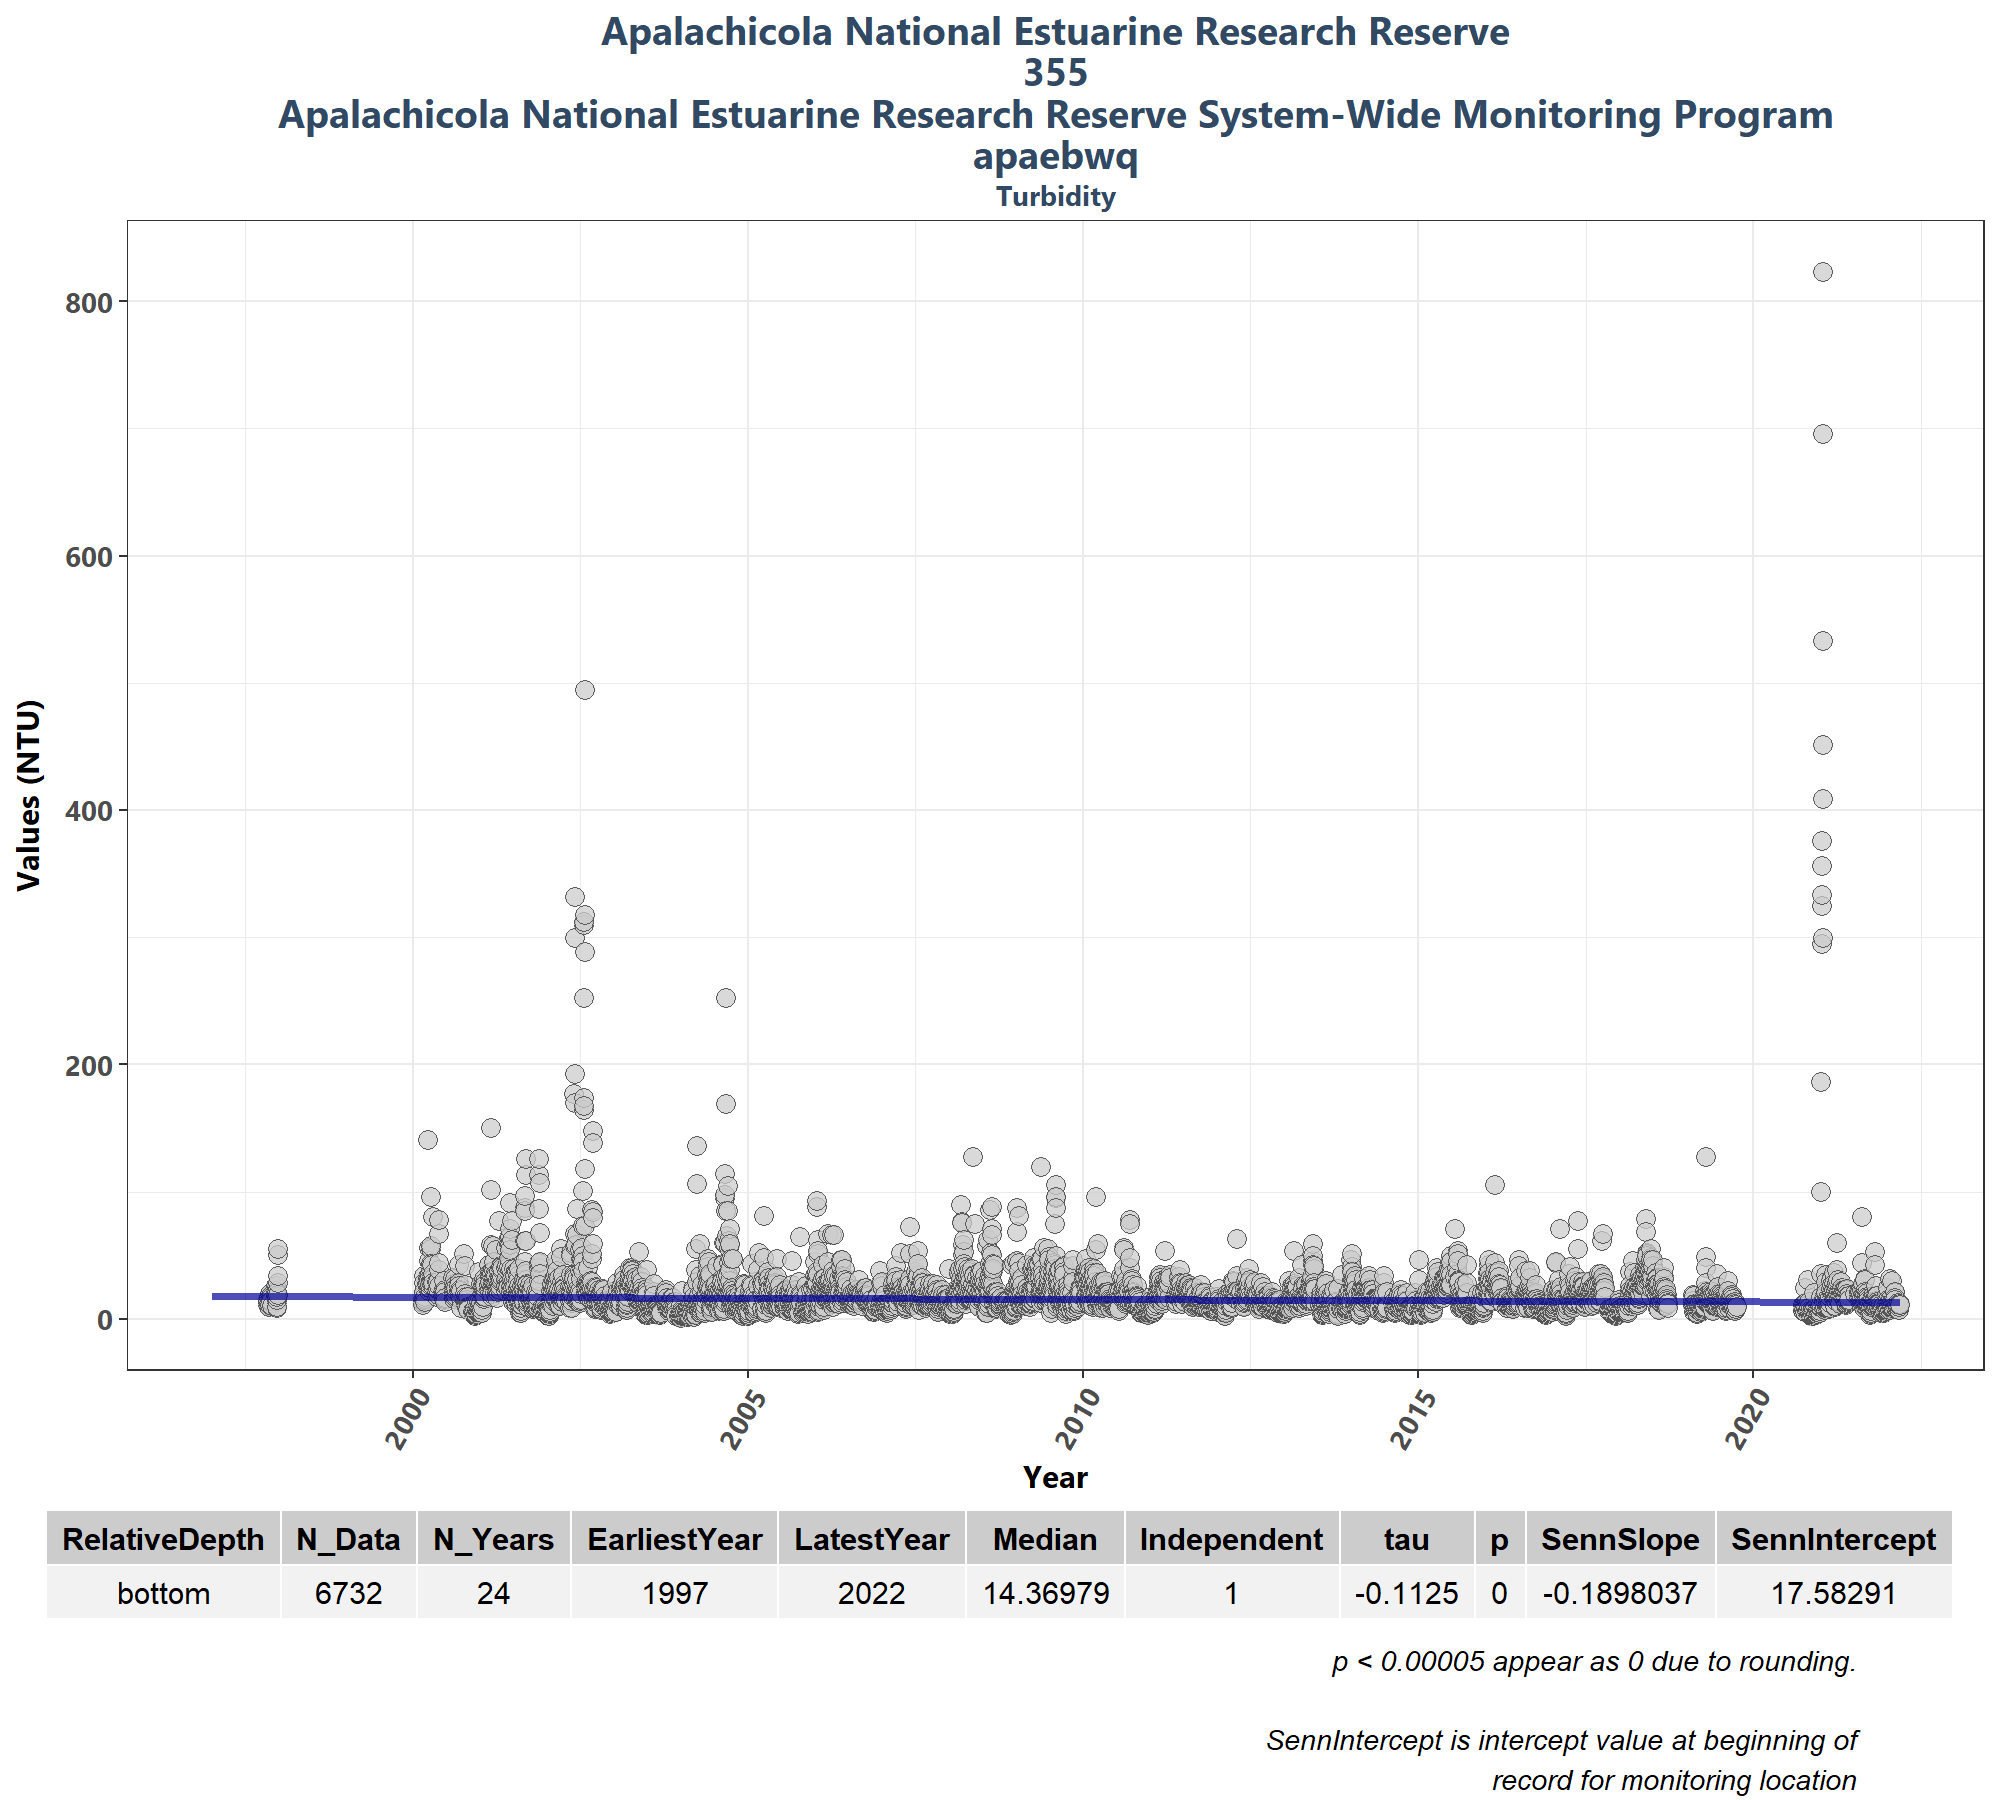 Apalachicola National Estuarine Research Reserve
355
Apalachicola National Estuarine Research Reserve System-Wide Monitoring Program
apaebwq
Turbidity
Values (NTU)
800
600
400
200
0
2000 2005 2010 2015 2020
Year
RelativeDepth N_Data N_Years EarliestYear LatestYear Median Independent tau p SennSlope SennIntercept
bottom 6732 24 1997 2022 14.36979 1 -0.1125 0 -0.1898037 17.58291
p < 0.00005 appear as 0 due to rounding.
SennIntercept is intercept value at beginning of
record for monitoring location